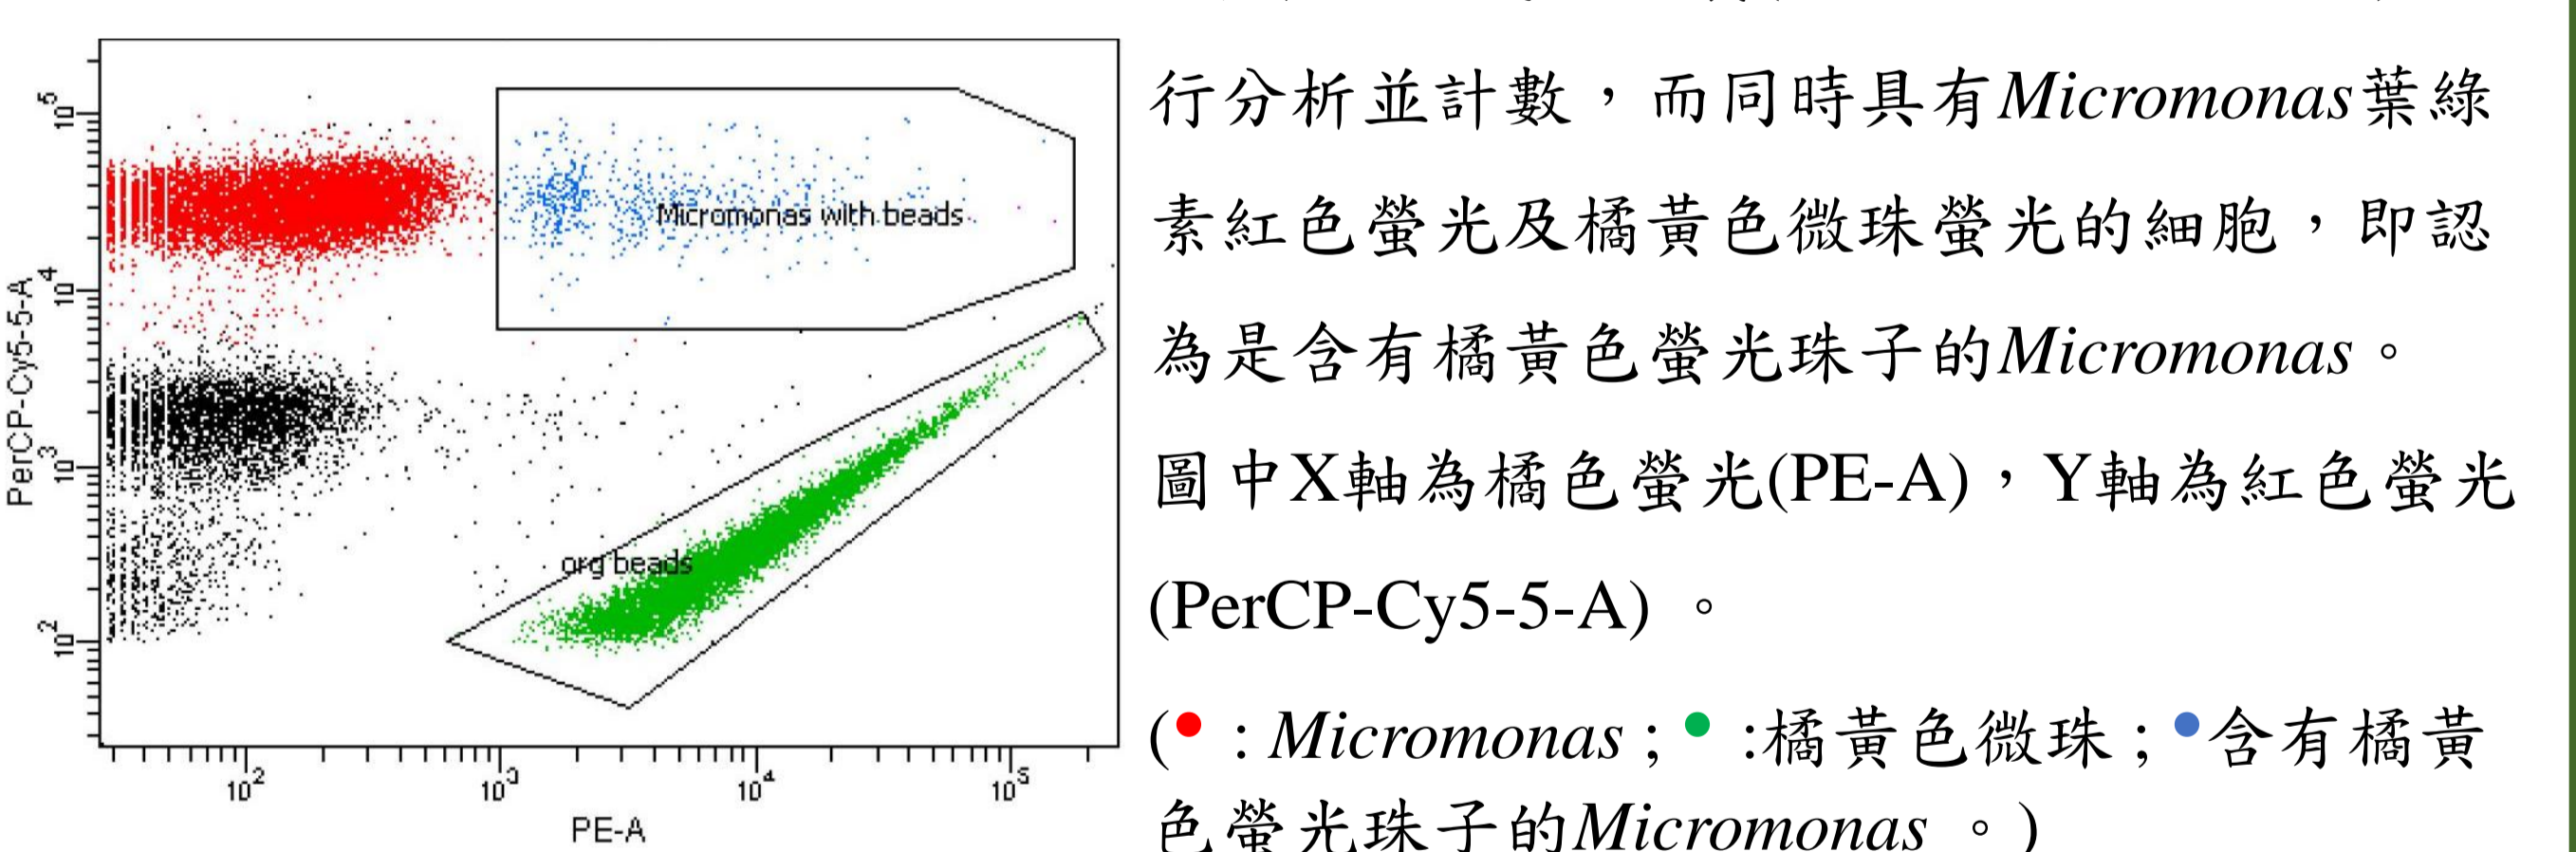 行分析並計數，而同時具有Micromonas葉綠
素紅色螢光及橘黃色微珠螢光的細胞，即認
為是含有橘黃色螢光珠子的Micromonas。
圖中X軸為橘色螢光(PE-A)，Y軸為紅色螢光
(PerCP-Cy5-5-A) 。
(● : Micromonas；● :橘黃色微珠；●含有橘黃
色螢光珠子的Micromonas 。)
PerCP-Cy5-5-A
10^5
10^4
10^3
10^2
Micromonas with beads
org beads
10^2 10^3 10^4 10^5
PE-A